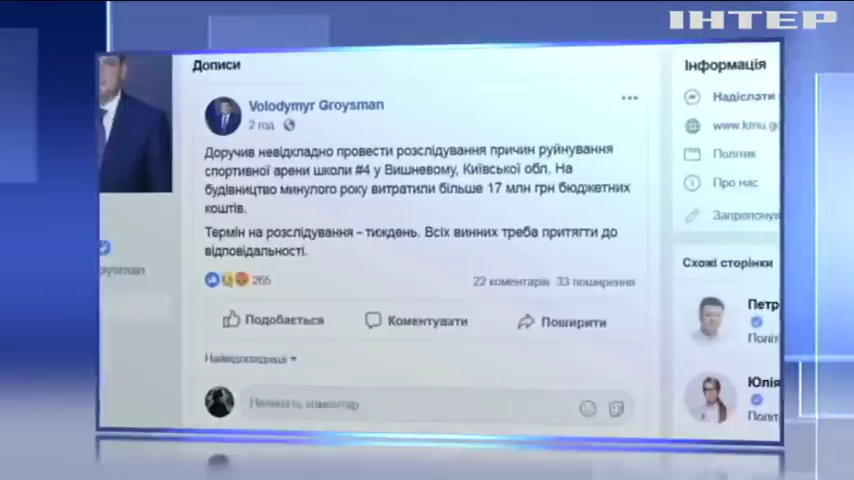 ІНТЕР
Дописи
Volodymyr Groysman
2 год
Доручив невідкладно провести розслідування причин руйнування
спортивної арени школи #4 у Вишневому, Київської обл. На
будівництво минулого року витратили більше 17 млн грн бюджетних
коштів.
Термін на розслідування - тиждень. Всіх винних треба притягти до
відповідальності.
265
22 коментарів 33 поширення
Подобається
Коментувати
Поширити
Найвідповідніші
Напишіть коментар
Інформація
Надіслати
www.kmu.go
Політик
Про нас
Запропонув
Схожі сторінки
Петр
Політ
Юлія
Політ